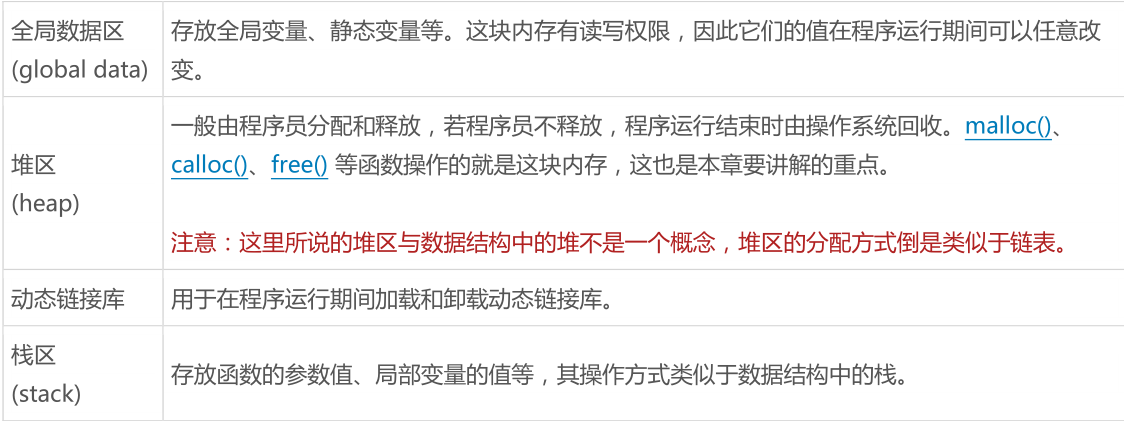 全局数据区
(global data)
存放全局变量、静态变量等。这块内存有读写权限，因此它们的值在程序运行期间可以任意改
变。
堆区
(heap)
一般由程序员分配和释放，若程序员不释放，程序运行结束时由操作系统回收。malloc()、
calloc()、free() 等函数操作的就是这块内存，这也是本章要讲解的重点。
注意：这里所说的堆区与数据结构中的堆不是一个概念，堆区的分配方式倒是类似于链表。
动态链接库
用于在程序运行期间加载和卸载动态链接库。
栈区
(stack)
存放函数的参数值、局部变量的值等，其操作方式类似于数据结构中的栈。